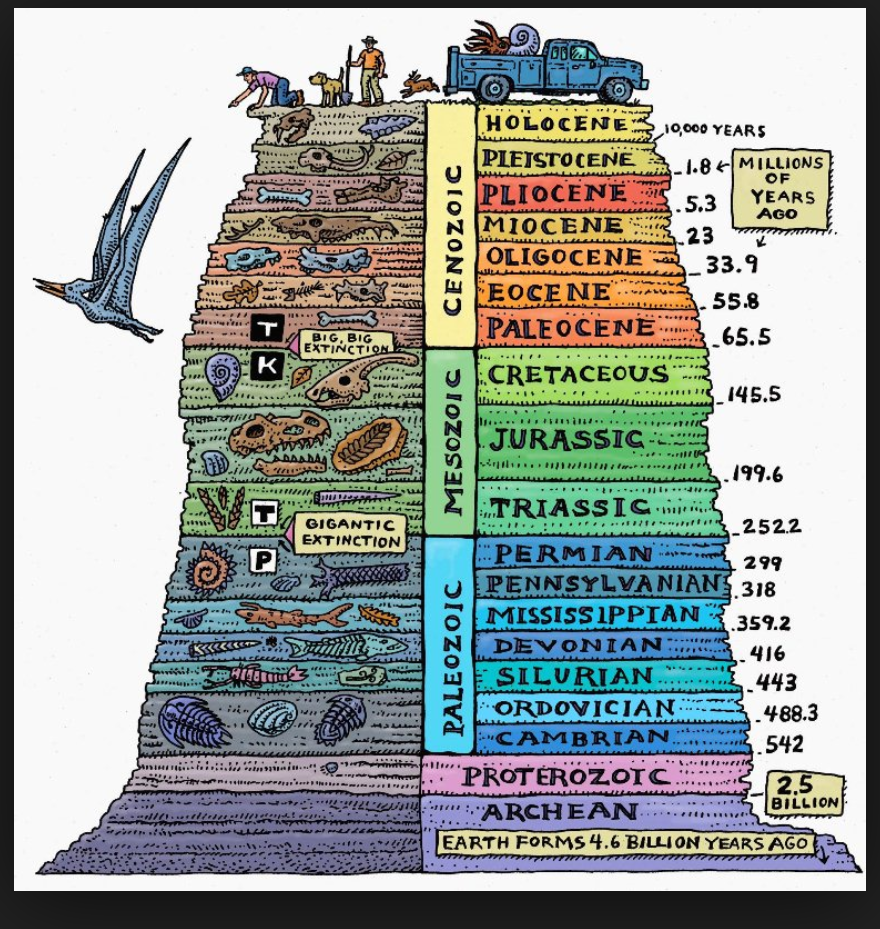 HOLOCENE
10,000 YEARS
PLEISTOCENE
1.8
MILLIONS
OF
YEARS
AGO
PLIOCENE
5.3
MIOCENE
23
OLIGOCENE
33.9
EOCENE
55.8
PALEOCENE
65.5
CENOZOIC
T
BIG, BIG
EXTINCTION
K
CRETACEOUS
145.5
JURASSIC
199.6
TRIASSIC
252.2
MESOZOIC
T
GIGANTIC
EXTINCTION
P
PERMIAN
299
PENNSYLVANIAN
318
MISSISSIPPIAN
359.2
DEVONIAN
416
SILURIAN
443
ORDOVICIAN
488.3
CAMBRIAN
542
PALEOZOIC
PROTEROZOIC
2.5
BILLION
ARCHEAN
EARTH FORMS 4.6 BILLION YEARS AGO